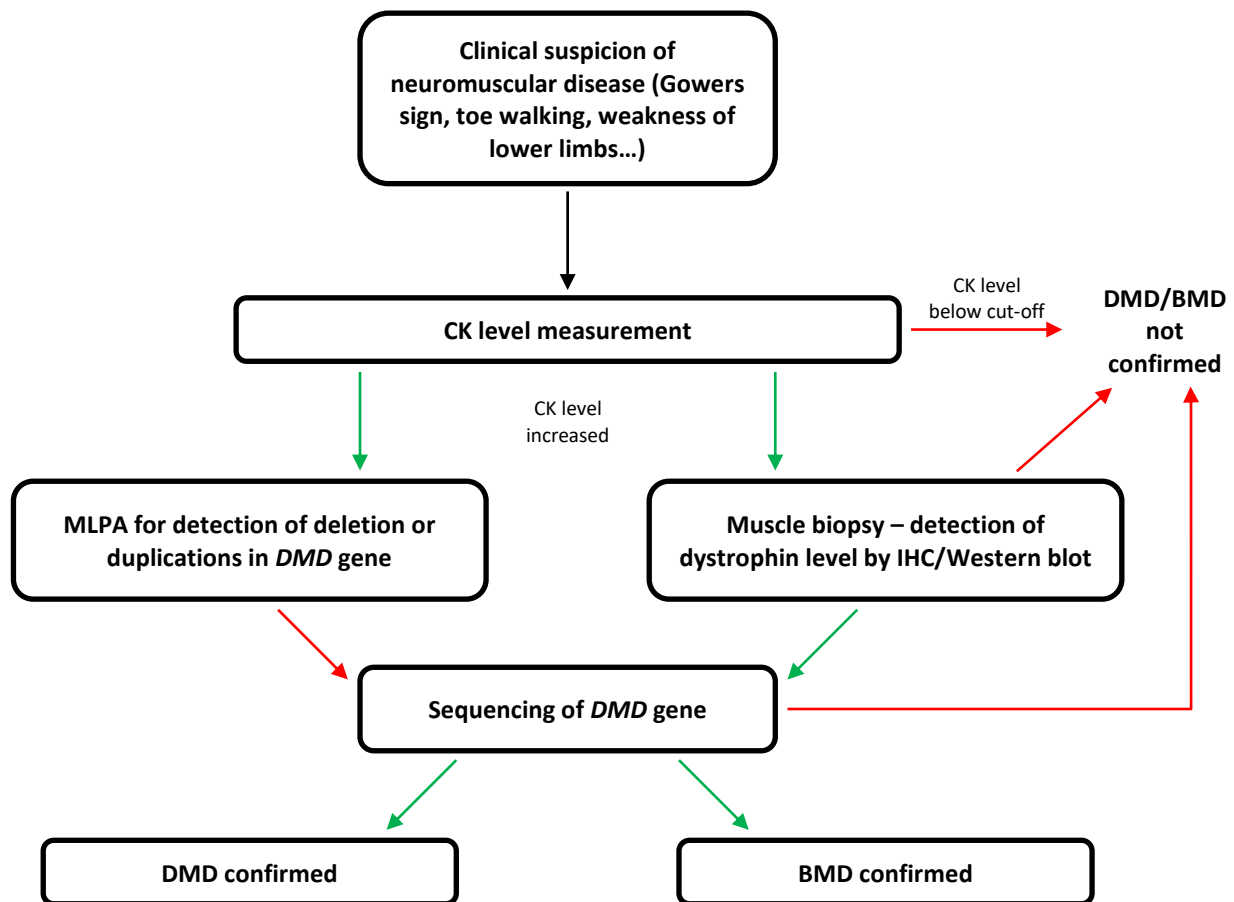 Clinical suspicion of
neuromuscular disease (Gowers
sign, toe walking, weakness of
lower limbs…)
CK level
below cut-off
DMD/BMD
not
confirmed
CK level measurement
CK level
increased
MLPA for detection of deletion or
duplications in DMD gene
Muscle biopsy – detection of
dystrophin level by IHC/Western blot
Sequencing of DMD gene
DMD confirmed
BMD confirmed